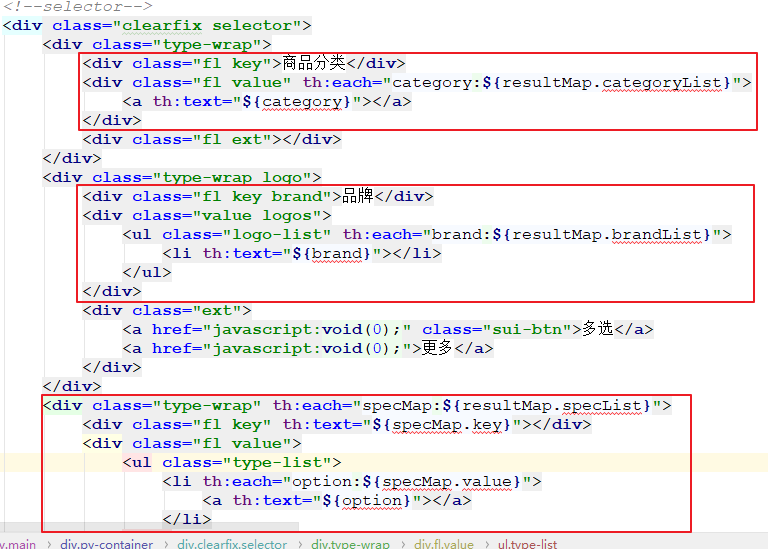 <!--selector-->
<div class="clearfix selector">
    <div class="type-wrap">
        <div class="fl key">商品分类</div>
        <div class="fl value" th:each="category:${resultMap.categoryList}">
            <a th:text="${category}"></a>
        </div>
        <div class="fl ext"></div>
    </div>
    <div class="type-wrap logo">
        <div class="fl key brand">品牌</div>
        <div class="value logos">
            <ul class="logo-list" th:each="brand:${resultMap.brandList}">
                <li th:text="${brand}"></li>
            </ul>
        </div>
        <div class="ext">
            <a href="javascript:void(0);" class="sui-btn">多选</a>
            <a href="javascript:void(0);">更多</a>
        </div>
    </div>
    <div class="type-wrap" th:each="specMap:${resultMap.specList}">
        <div class="fl key" th:text="${specMap.key}"></div>
        <div class="fl value">
            <ul class="type-list">
                <li th:each="option:${specMap.value}">
                    <a th:text="${option}"></a>
                </li>
v.main › div.py-container › div.clearfix.selector › div.type-wrap › div.fl.value › ul.type-list